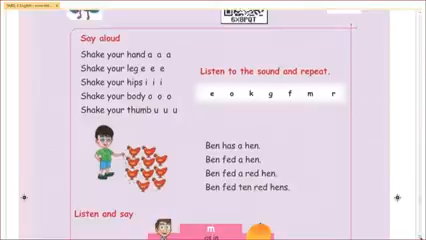 6X8PQT
Say aloud
Shake your hand a a a
Shake your leg e e e
Shake your hips i i i
Shake your body o o o
Shake your thumb u u u
Listen to the sound and repeat.
e o k g f m r
Ben has a hen.
Ben fed a hen.
Ben fed a red hen.
Ben fed ten red hens.
Listen and say
m